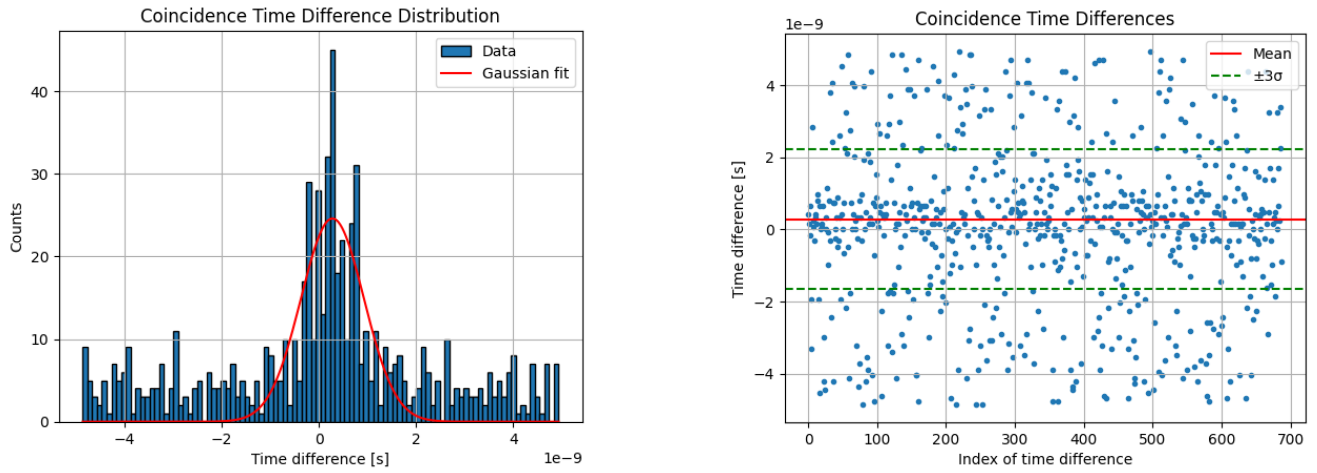 Coincidence Time Difference Distribution
Data
Gaussian fit
Counts
40
30
20
10
0
−4
−2
0
2
4
Time difference [s]
1e−9
Coincidence Time Differences
1e−9
Mean
±3σ
Time difference [s]
4
2
0
−2
−4
0
100
200
300
400
500
600
700
Index of time difference